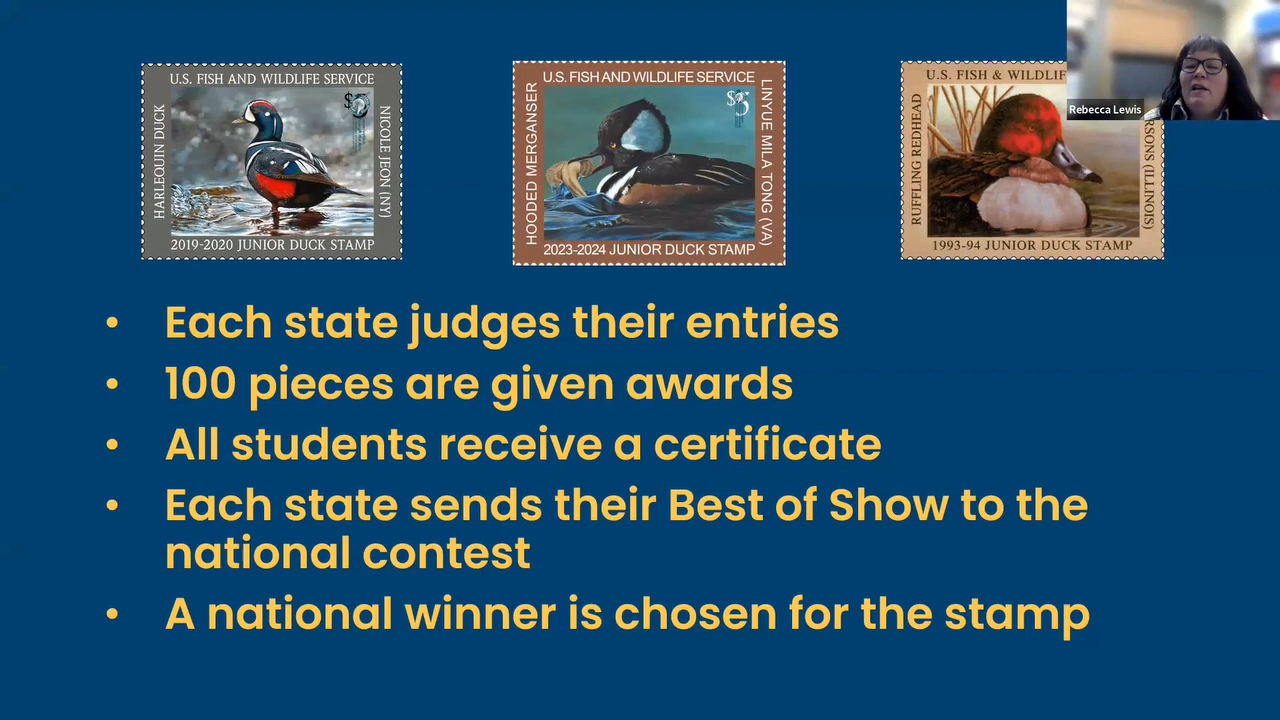 U.S. FISH AND WILDLIFE SERVICE
HARLEQUIN DUCK
$5
NICOLE JEON (NY)
2019-2020 JUNIOR DUCK STAMP
U.S. FISH AND WILDLIFE SERVICE
HOODED MERGANSER
$5
LINYUE MILA TONG (VA)
2023-2024 JUNIOR DUCK STAMP
U.S. FISH & WILDLIF
RUFFLING REDHEAD
(ILLINOIS)
1993-94 JUNIOR DUCK STAMP
Rebecca Lewis
• Each state judges their entries
• 100 pieces are given awards
• All students receive a certificate
• Each state sends their Best of Show to the
national contest
• A national winner is chosen for the stamp